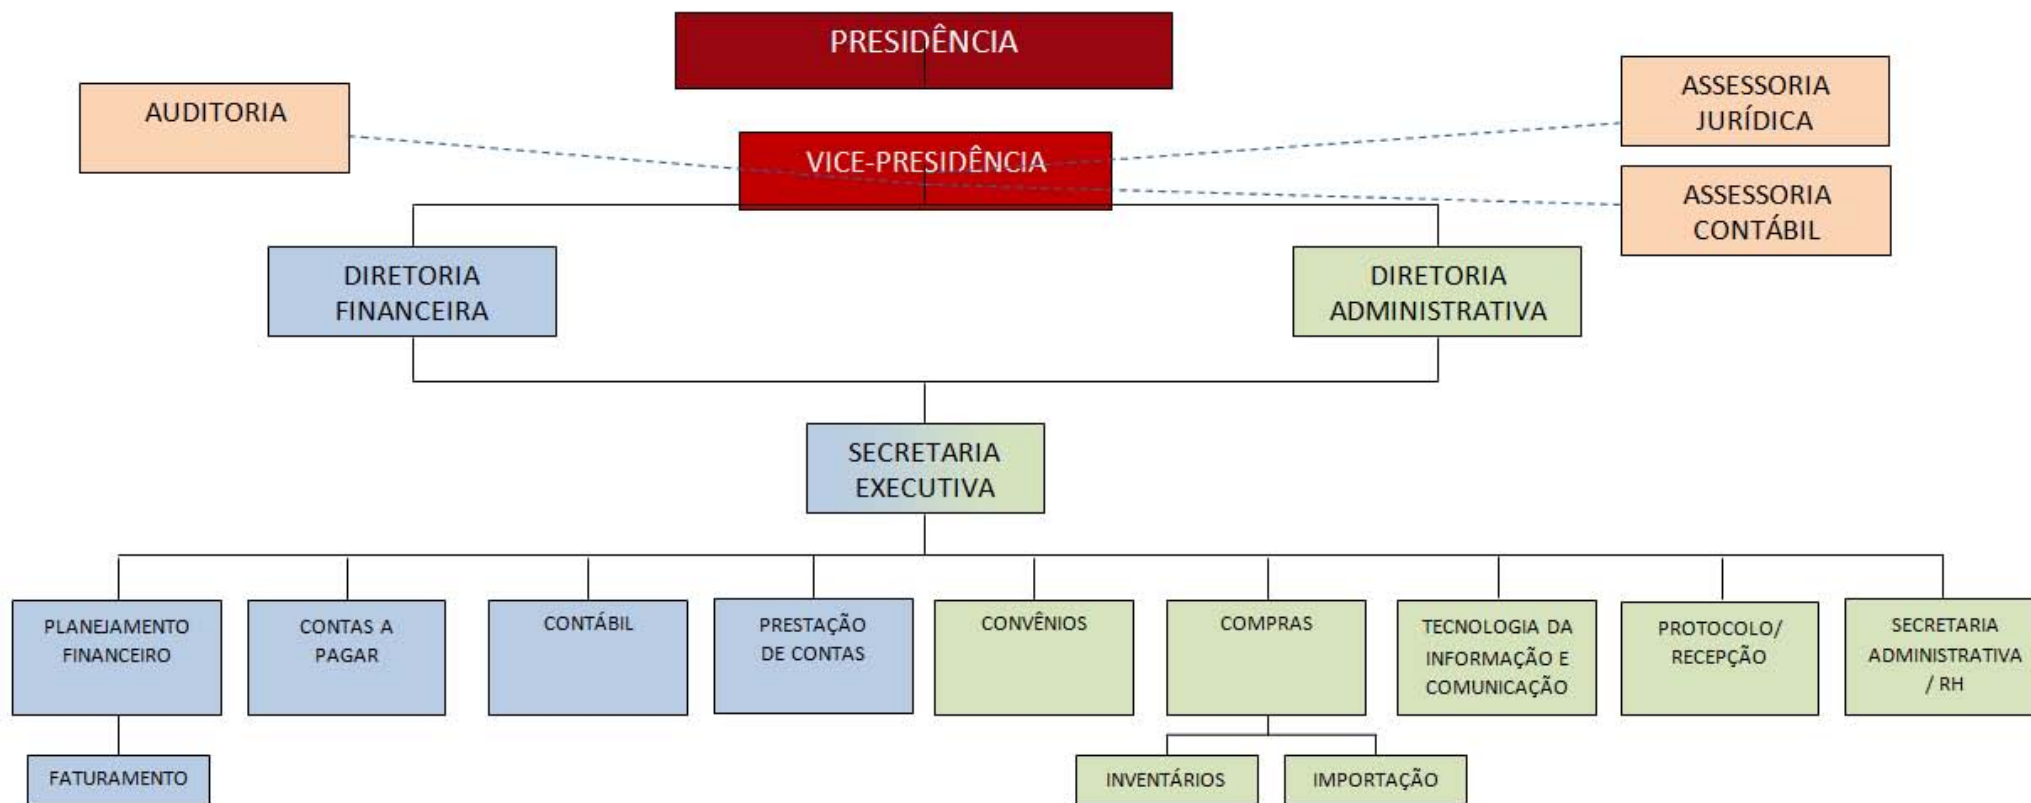 PRESIDÊNCIA
AUDITORIA
ASSESSORIA
JURÍDICA
VICE-PRESIDÊNCIA
ASSESSORIA
CONTÁBIL
DIRETORIA
FINANCEIRA
DIRETORIA
ADMINISTRATIVA
SECRETARIA
EXECUTIVA
PLANEJAMENTO
FINANCEIRO
CONTAS A
PAGAR
CONTÁBIL
PRESTAÇÃO
DE CONTAS
CONVÊNIOS
COMPRAS
TECNOLOGIA DA
INFORMAÇÃO E
COMUNICAÇÃO
PROTOCOLO/
RECEPÇÃO
SECRETARIA
ADMINISTRATIVA
/ RH
FATURAMENTO
INVENTÁRIOS
IMPORTAÇÃO